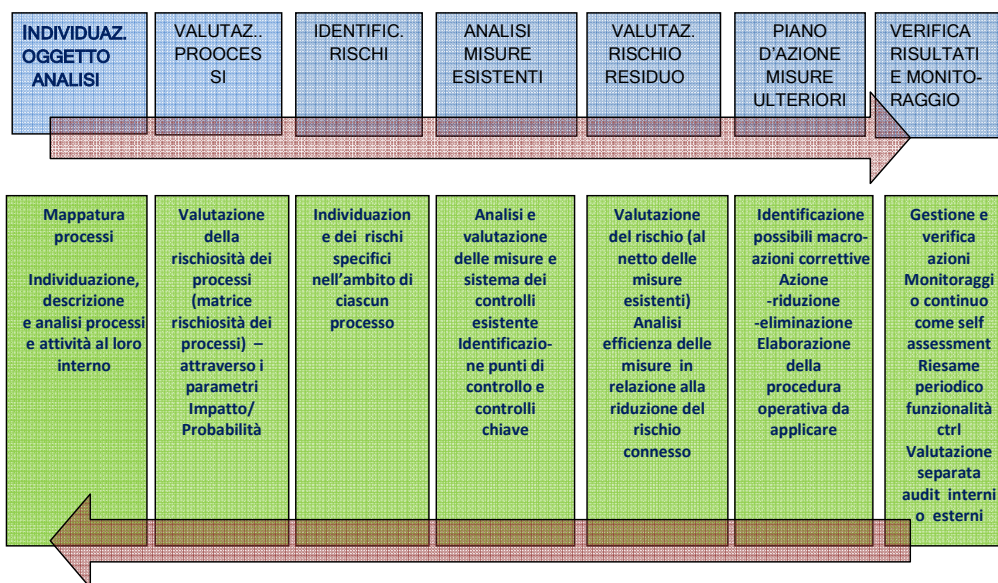 INDIVIDUAZ.
OGGETTO
ANALISI
VALUTAZ..
PROOCES
SI
IDENTIFIC.
RISCHI
ANALISI
MISURE
ESISTENTI
VALUTAZ.
RISCHIO
RESIDUO
PIANO
D'AZIONE
MISURE
ULTERIORI
VERIFICA
RISULTATI
E MONITO-
RAGGIO
Mappatura
processi
Individuazione,
descrizione
e analisi processi
e attività al loro
interno
Valutazione
della
rischiosità dei
processi
(matrice
rischiosità dei
processi) –
attraverso i
parametri
Impatto/
Probabilità
Individuazion
e dei rischi
specifici
nell'ambito di
ciascun
processo
Analisi e
valutazione
delle misure e
sistema dei
controlli
esistente
Identificazio-
ne punti di
controllo e
controlli
chiave
Valutazione
del rischio (al
netto delle
misure
esistenti)
Analisi
efficienza delle
misure in
relazione alla
riduzione del
rischio
connesso
Identificazione
possibili macro-
azioni correttive
Azione
-riduzione
-eliminazione
Elaborazione
della
procedura
operativa da
applicare
Gestione e
verifica
azioni
Monitoraggi
o continuo
come self
assessment
Riesame
periodico
funzionalità
ctrl
Valutazione
separata
audit interni
o esterni